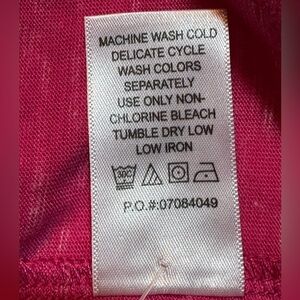 MACHINE WASH COLD
DELICATE CYCLE
WASH COLORS
SEPARATELY
USE ONLY NON-
CHLORINE BLEACH
TUMBLE DRY LOW
LOW IRON
30C
P.O.#:07084049